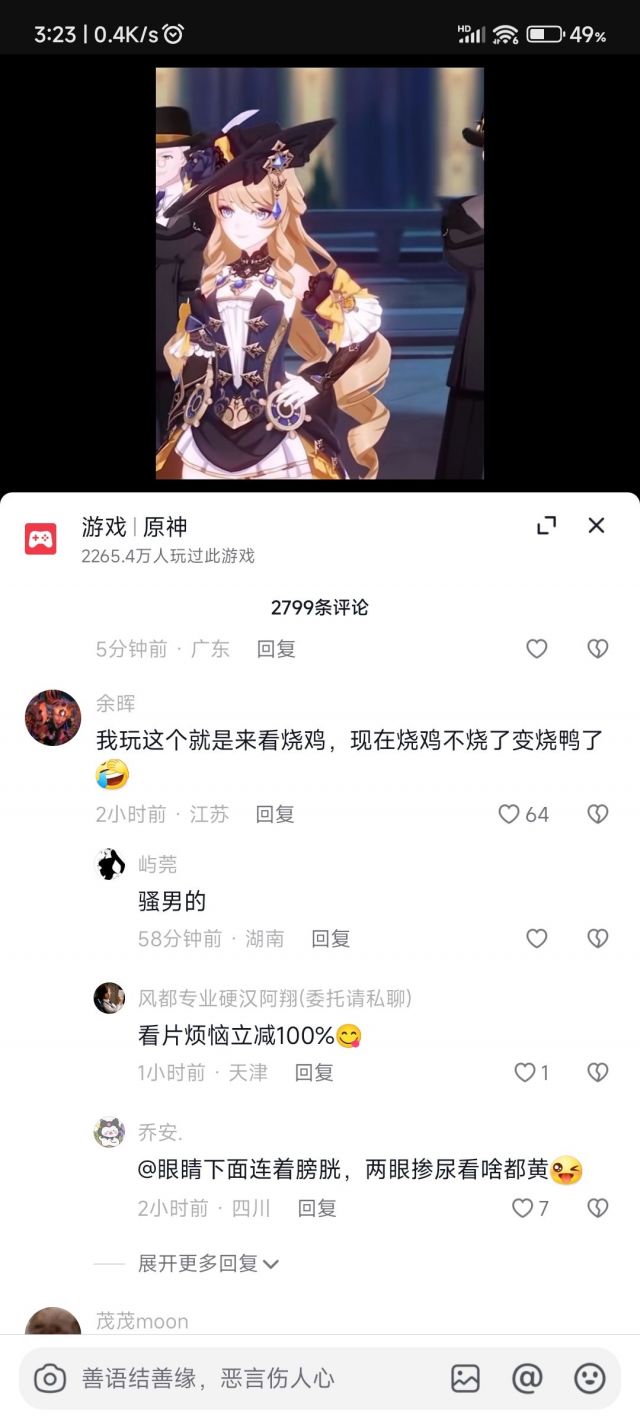 3:23 | 0.4K/s
HD 6 49%
游戏 | 原神
2265.4万人玩过此游戏
2799条评论
5分钟前 · 广东 回复
余晖
我玩这个就是来看烧鸡，现在烧鸡不烧了变烧鸭了
🤣
2小时前 · 江苏 回复 64
屿莞
骚男的
58分钟前 · 湖南 回复
风都专业硬汉阿翔(委托请私聊)
看片烦恼立减100%😋
1小时前 · 天津 回复 1
乔安.
@眼睛下面连着膀胱，两眼掺尿看啥都黄😜
2小时前 · 四川 回复 7
展开更多回复
茂茂moon
善语结善缘，恶言伤人心